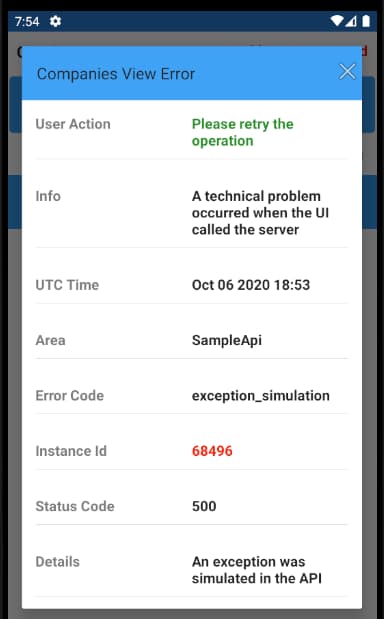 7:54
Companies View Error
User Action
Please retry the
operation
Info
A technical problem
occurred when the UI
called the server
UTC Time
Oct 06 2020 18:53
Area
SampleApi
Error Code
exception_simulation
Instance Id
68496
Status Code
500
Details
An exception was
simulated in the API